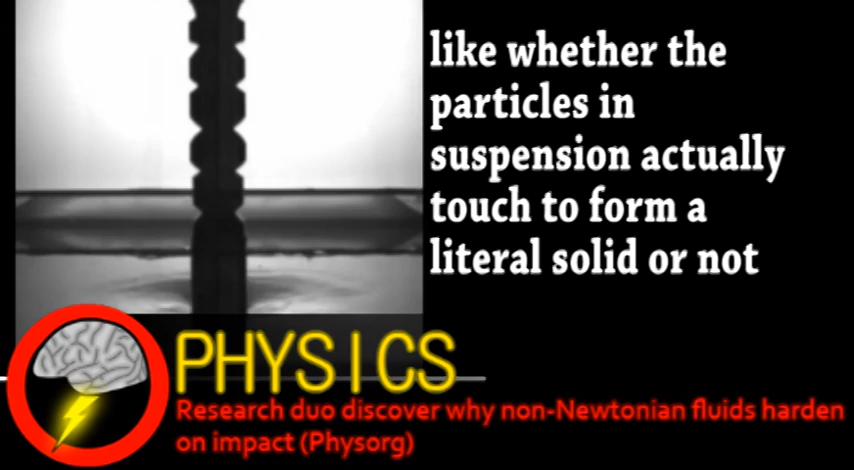 like whether the
particles in
suspension actually
touch to form a
literal solid or not
PHYSICS
Research duo discover why non-Newtonian fluids harden
on impact (Physorg)